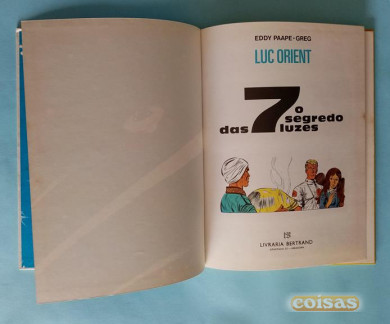 EDDY PAAPE-GREG
LUC ORIENT
o
segredo
das 7 luzes
LIVRARIA BERTRAND
coisas